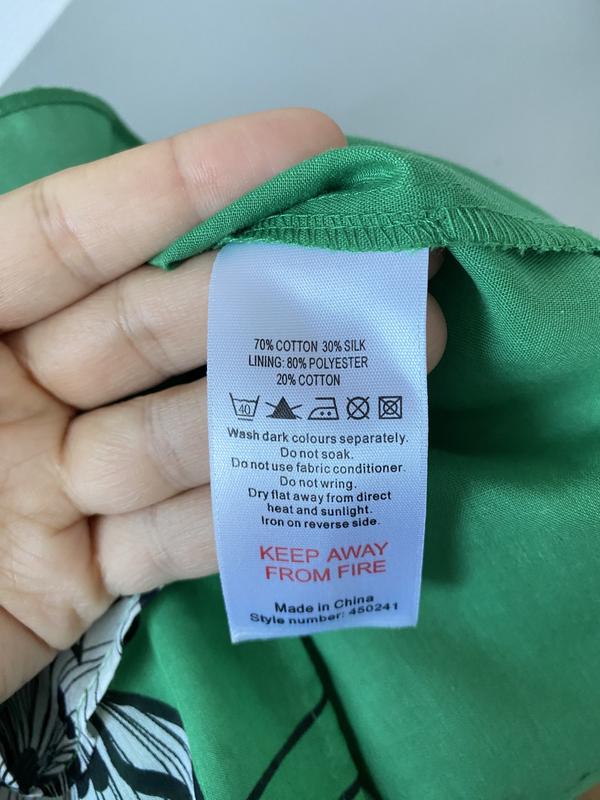 70% COTTON 30% SILK
LINING: 80% POLYESTER
20% COTTON
40
Wash dark colours separately.
Do not soak.
Do not use fabric conditioner.
Do not wring.
Dry flat away from direct
heat and sunlight.
Iron on reverse side.
KEEP AWAY
FROM FIRE
Made in China
Style number: 450241